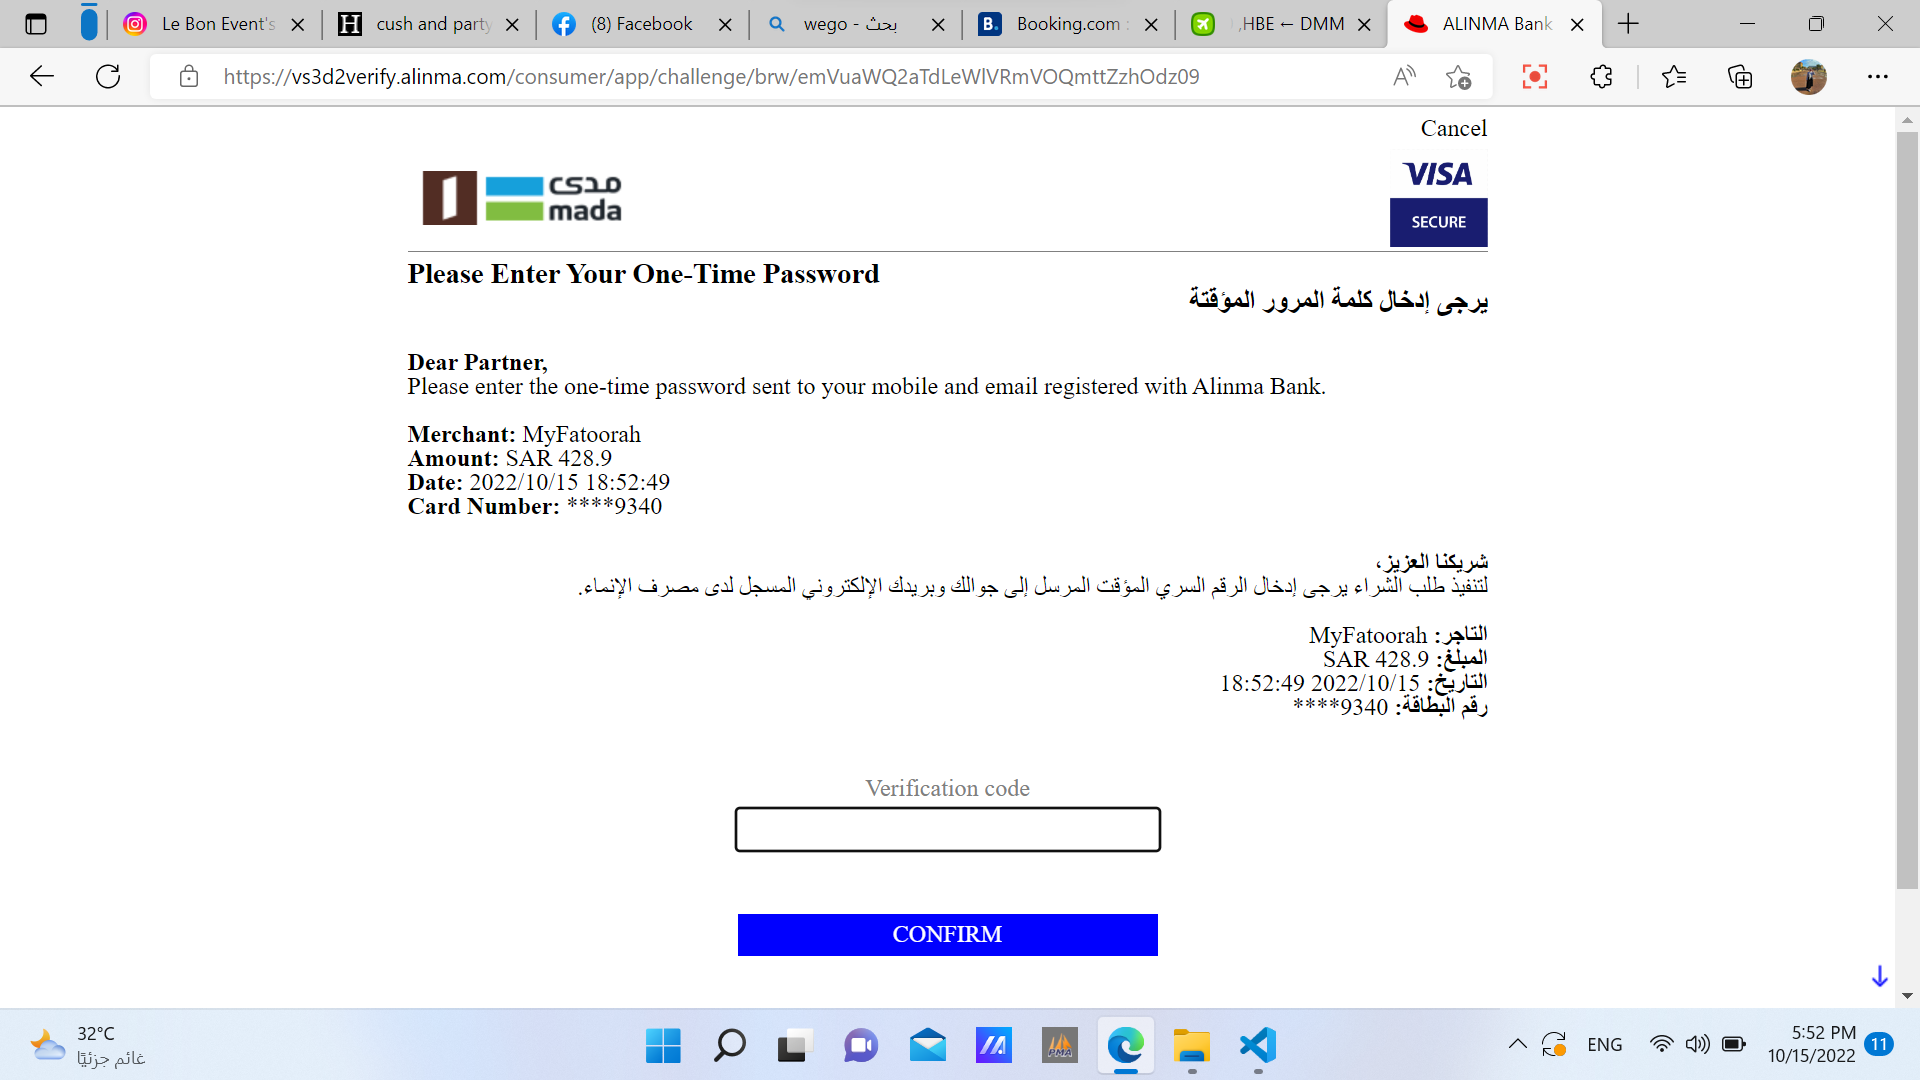 Le Bon Event's
cush and party
(8) Facebook
wego - بحث
Booking.com :
,HBE ← DMM
ALINMA Bank
https://vs3d2verify.alinma.com/consumer/app/challenge/brw/emVuaWQ2aTdLeWlVRmVOQmttZzhOdz09
Cancel
مدى
mada
VISA
SECURE
Please Enter Your One-Time Password
يرجى إدخال كلمة المرور المؤقتة
Dear Partner,
Please enter the one-time password sent to your mobile and email registered with Alinma Bank.
Merchant: MyFatoorah
Amount: SAR 428.9
Date: 2022/10/15 18:52:49
Card Number: ****9340
شريكنا العزيز،
لتنفيذ طلب الشراء يرجى إدخال الرقم السري المؤقت المرسل إلى جوالك وبريدك الإلكتروني المسجل لدى مصرف الإنماء.
التاجر: MyFatoorah
المبلغ: SAR 428.9
التاريخ: 2022/10/15 18:52:49
رقم البطاقة: 9340****
Verification code
CONFIRM
32°C
غائم جزئيًا
PMA
ENG
5:52 PM
10/15/2022
11